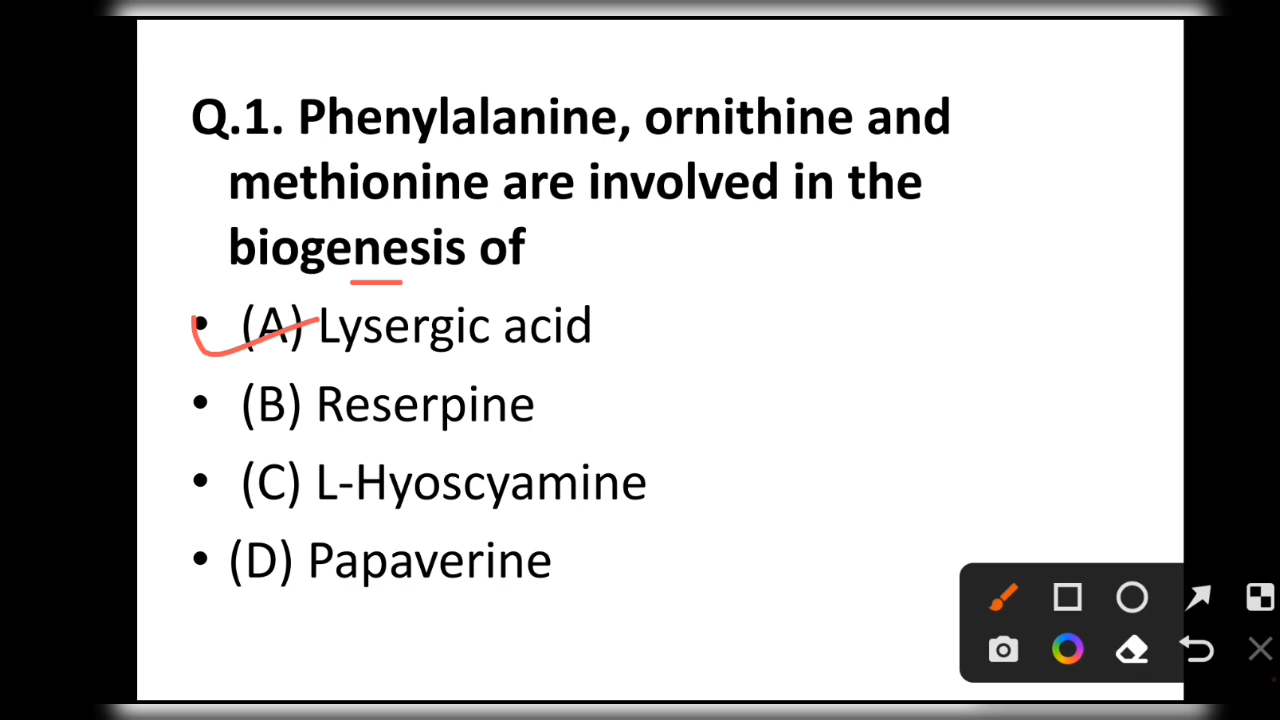 Q.1. Phenylalanine, ornithine and
methionine are involved in the
biogenesis of
• (A) Lysergic acid
• (B) Reserpine
• (C) L-Hyoscyamine
• (D) Papaverine